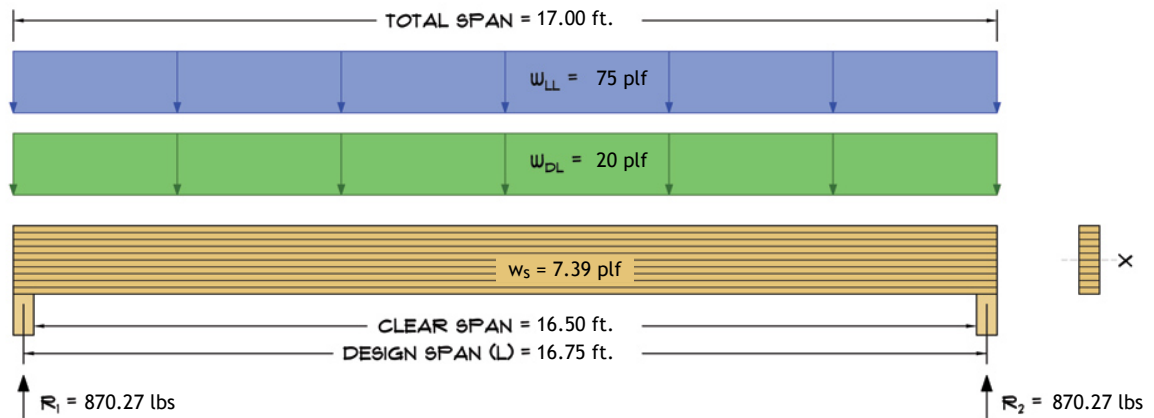 TOTAL SPAN = 17.00 ft.
wLL = 75 plf
wDL = 20 plf
ws = 7.39 plf
X
CLEAR SPAN = 16.50 ft.
DESIGN SPAN (L) = 16.75 ft.
R1 = 870.27 lbs
R2 = 870.27 lbs